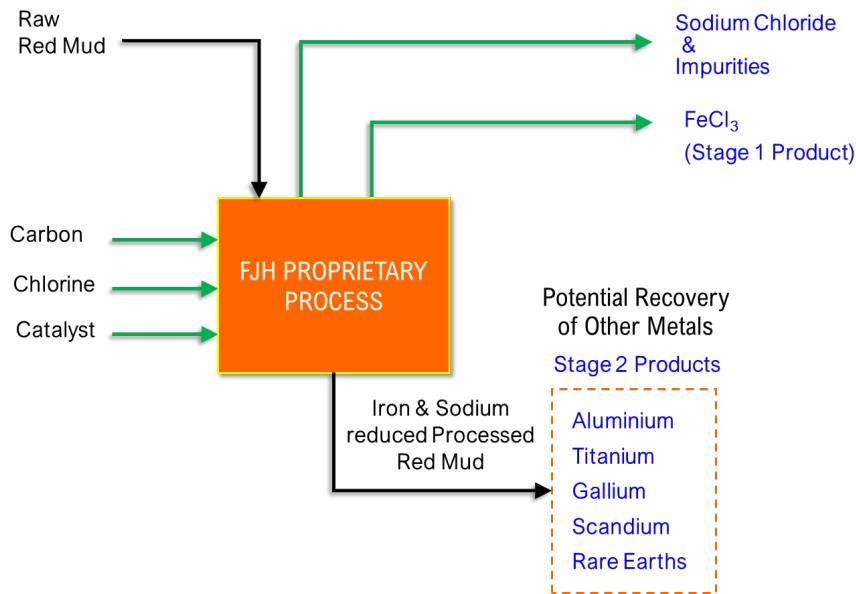 Raw
Red Mud
Sodium Chloride
&
Impurities
FeCl₃
(Stage 1 Product)
Carbon
Chlorine
Catalyst
FJH PROPRIETARY
PROCESS
Potential Recovery
of Other Metals
Stage 2 Products
Iron & Sodium
reduced Processed
Red Mud
Aluminium
Titanium
Gallium
Scandium
Rare Earths